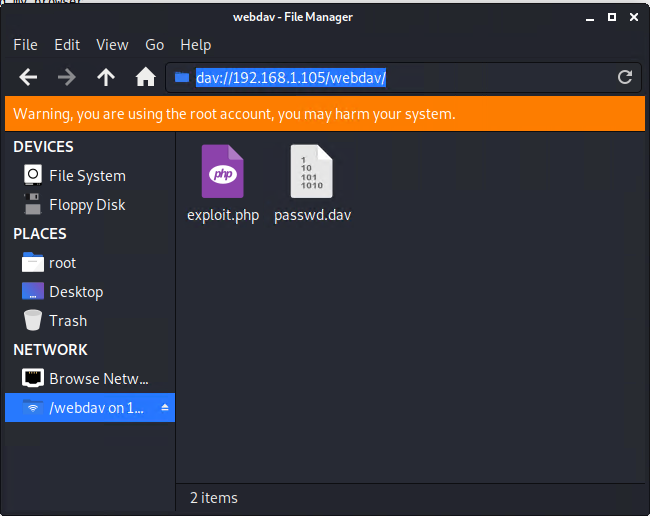 webdav - File Manager
File Edit View Go Help
dav://192.168.1.105/webdav/
Warning, you are using the root account, you may harm your system.
DEVICES
File System
Floppy Disk
PLACES
root
Desktop
Trash
NETWORK
Browse Netw...
/webdav on 1...
php
exploit.php
1
10
101
1010
passwd.dav
2 items